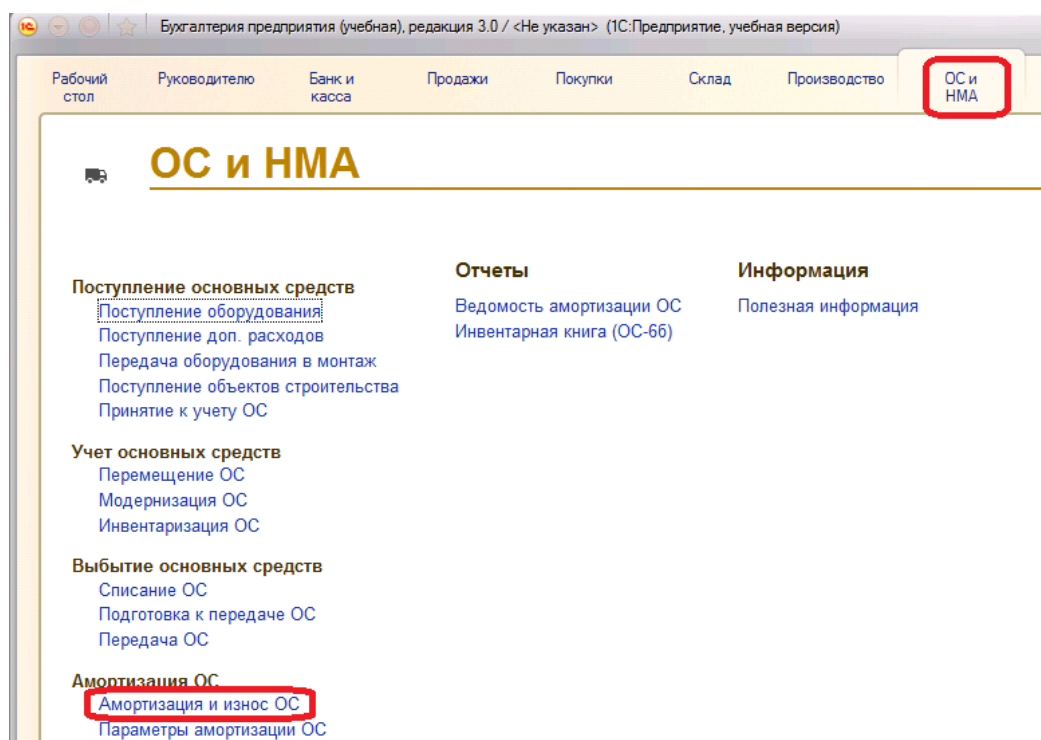 1С Бухгалтерия предприятия (учебная), редакция 3.0 / <Не указан> (1С:Предприятие, учебная версия)
Рабочий стол
Руководителю
Банк и касса
Продажи
Покупки
Склад
Производство
ОС и НМА
ОС и НМА
Поступление основных средств
Поступление оборудования
Поступление доп. расходов
Передача оборудования в монтаж
Поступление объектов строительства
Принятие к учету ОС
Учет основных средств
Перемещение ОС
Модернизация ОС
Инвентаризация ОС
Выбытие основных средств
Списание ОС
Подготовка к передаче ОС
Передача ОС
Амортизация ОС
Амортизация и износ ОС
Параметры амортизации ОС
Отчеты
Ведомость амортизации ОС
Инвентарная книга (ОС-6б)
Информация
Полезная информация